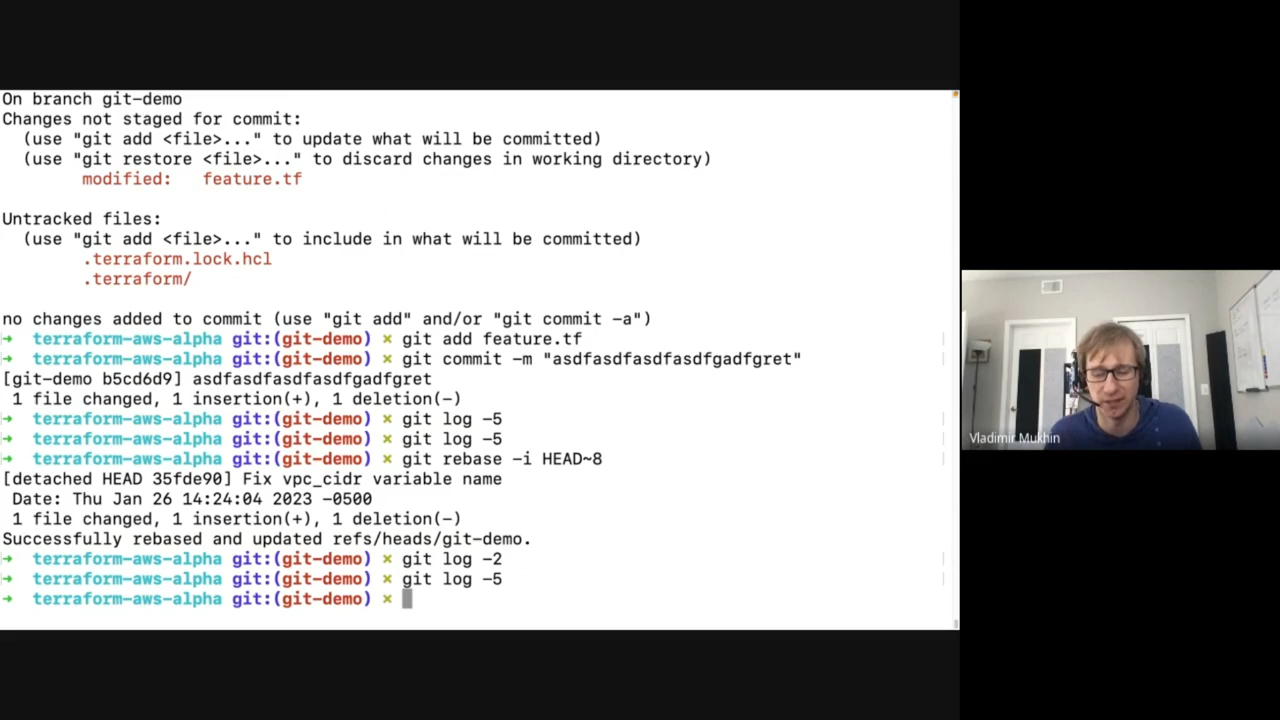 On branch git-demo
Changes not staged for commit:
(use "git add <file>..." to update what will be committed)
(use "git restore <file>..." to discard changes in working directory)
modified: feature.tf
Untracked files:
(use "git add <file>..." to include in what will be committed)
.terraform.lock.hcl
.terraform/
no changes added to commit (use "git add" and/or "git commit -a")
→ terraform-aws-alpha git:(git-demo) × git add feature.tf
→ terraform-aws-alpha git:(git-demo) × git commit -m "asdfasdfasdfasdfgadfgret"
[git-demo b5cd6d9] asdfasdfasdfasdfgadfgret
1 file changed, 1 insertion(+), 1 deletion(-)
→ terraform-aws-alpha git:(git-demo) × git log -5
→ terraform-aws-alpha git:(git-demo) × git log -5
→ terraform-aws-alpha git:(git-demo) × git rebase -i HEAD~8
[detached HEAD 35fde90] Fix vpc_cidr variable name
Date: Thu Jan 26 14:24:04 2023 -0500
1 file changed, 1 insertion(+), 1 deletion(-)
Successfully rebased and updated refs/heads/git-demo.
→ terraform-aws-alpha git:(git-demo) × git log -2
→ terraform-aws-alpha git:(git-demo) × git log -5
→ terraform-aws-alpha git:(git-demo) ×
Vladimir Mukhin